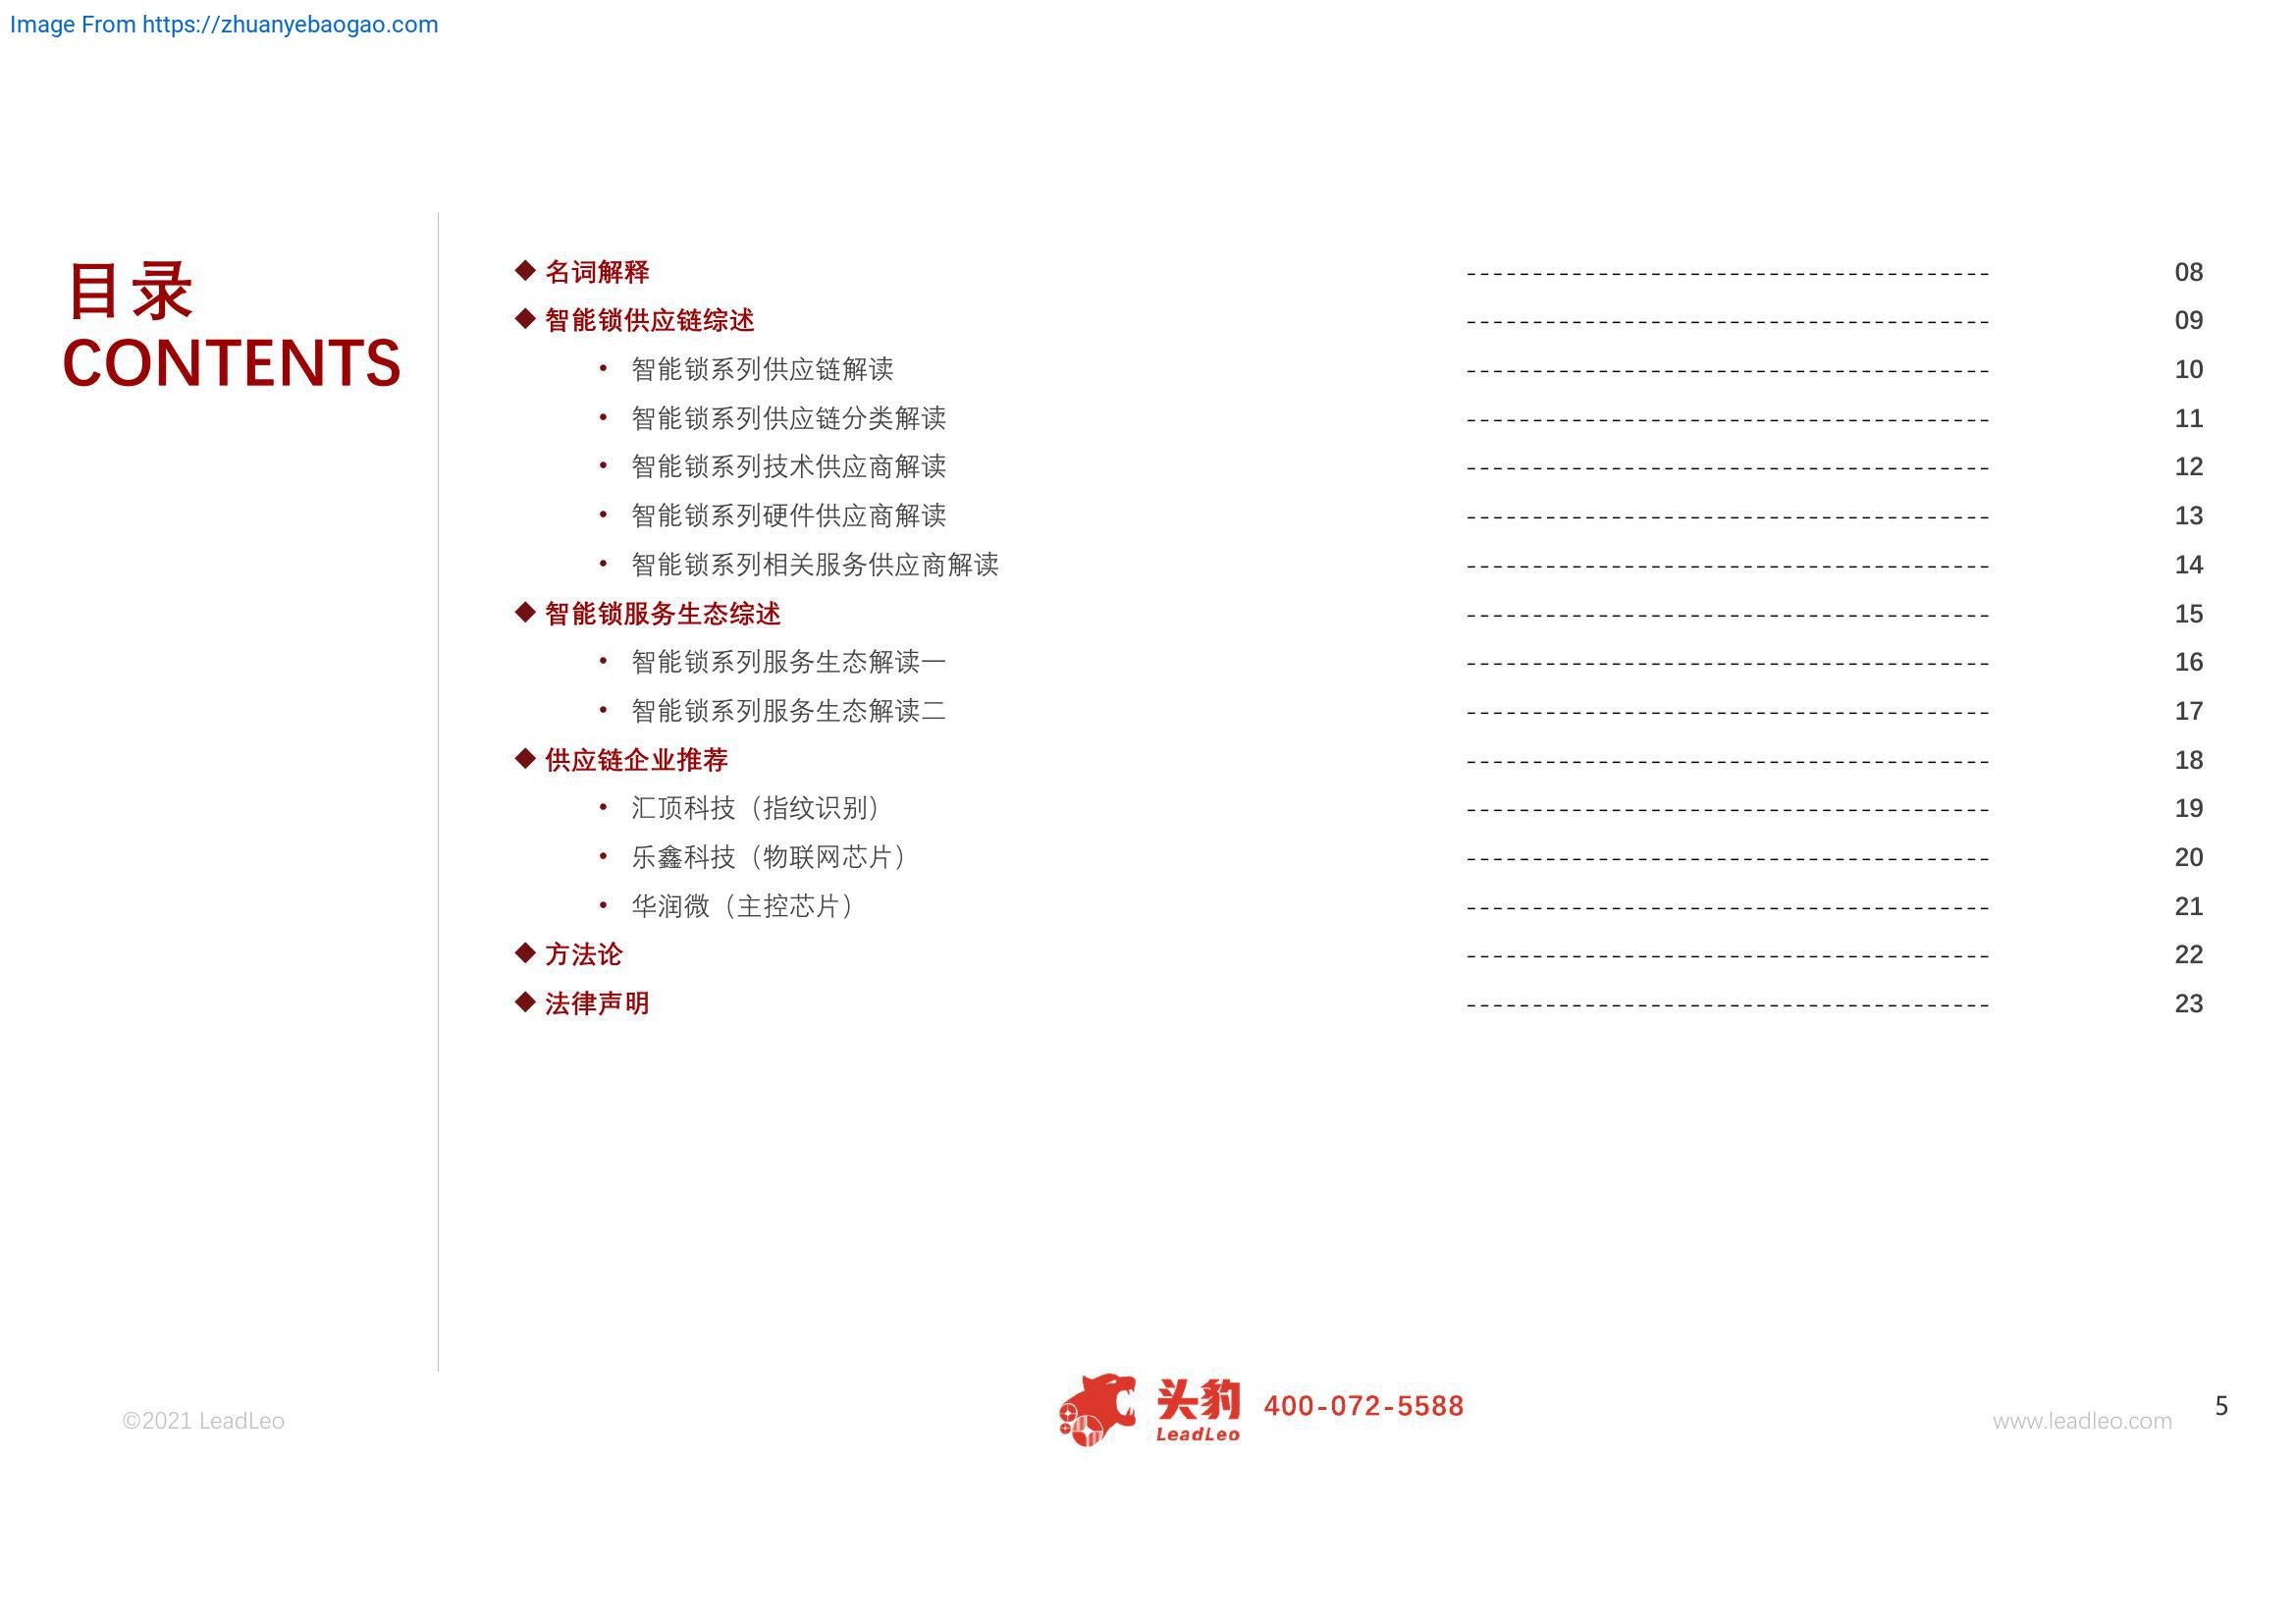 Image From https://zhuanyebaogao.com
目录
CONTENTS
◆ 名词解释 ---------------------------------------- 08
◆ 智能锁供应链综述 ---------------------------------------- 09
• 智能锁系列供应链解读 ---------------------------------------- 10
• 智能锁系列供应链分类解读 ---------------------------------------- 11
• 智能锁系列技术供应商解读 ---------------------------------------- 12
• 智能锁系列硬件供应商解读 ---------------------------------------- 13
• 智能锁系列相关服务供应商解读 ---------------------------------------- 14
◆ 智能锁服务生态综述 ---------------------------------------- 15
• 智能锁系列服务生态解读一 ---------------------------------------- 16
• 智能锁系列服务生态解读二 ---------------------------------------- 17
◆ 供应链企业推荐 ---------------------------------------- 18
• 汇顶科技（指纹识别） ---------------------------------------- 19
• 乐鑫科技（物联网芯片） ---------------------------------------- 20
• 华润微（主控芯片） ---------------------------------------- 21
◆ 方法论 ---------------------------------------- 22
◆ 法律声明 ---------------------------------------- 23
©2021 LeadLeo
头豹
LeadLeo
400-072-5588
www.leadleo.com
5